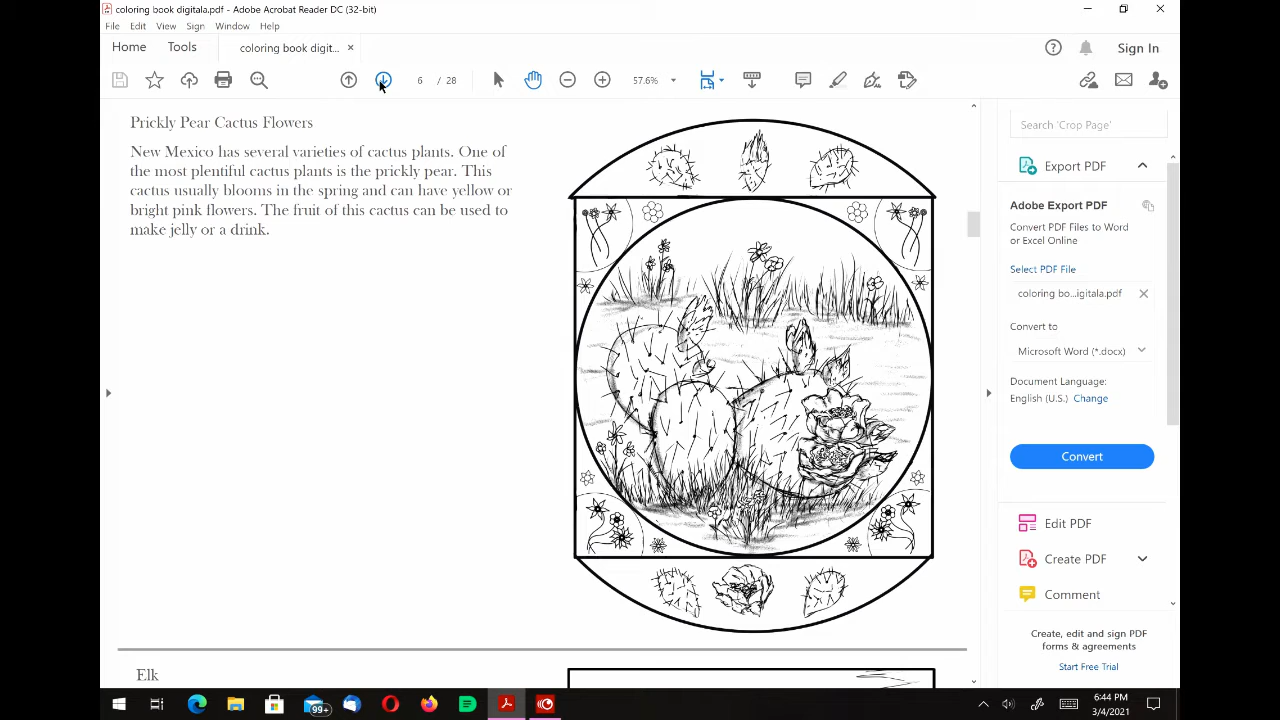 coloring book digitala.pdf - Adobe Acrobat Reader DC (32-bit)
File Edit View Sign Window Help
Home Tools coloring book digit... × Sign In
6 / 28 57.6%
Prickly Pear Cactus Flowers
New Mexico has several varieties of cactus plants. One of
the most plentiful cactus plants is the prickly pear. This
cactus usually blooms in the spring and can have yellow or
bright pink flowers. The fruit of this cactus can be used to
make jelly or a drink.
Elk
Search 'Crop Page'
Export PDF
Adobe Export PDF
Convert PDF Files to Word
or Excel Online
Select PDF File
coloring bo...igitala.pdf
Convert to
Microsoft Word (*.docx)
Document Language:
English (U.S.) Change
Convert
Edit PDF
Create PDF
Comment
Create, edit and sign PDF
forms & agreements
Start Free Trial
99+
6:44 PM
3/4/2021